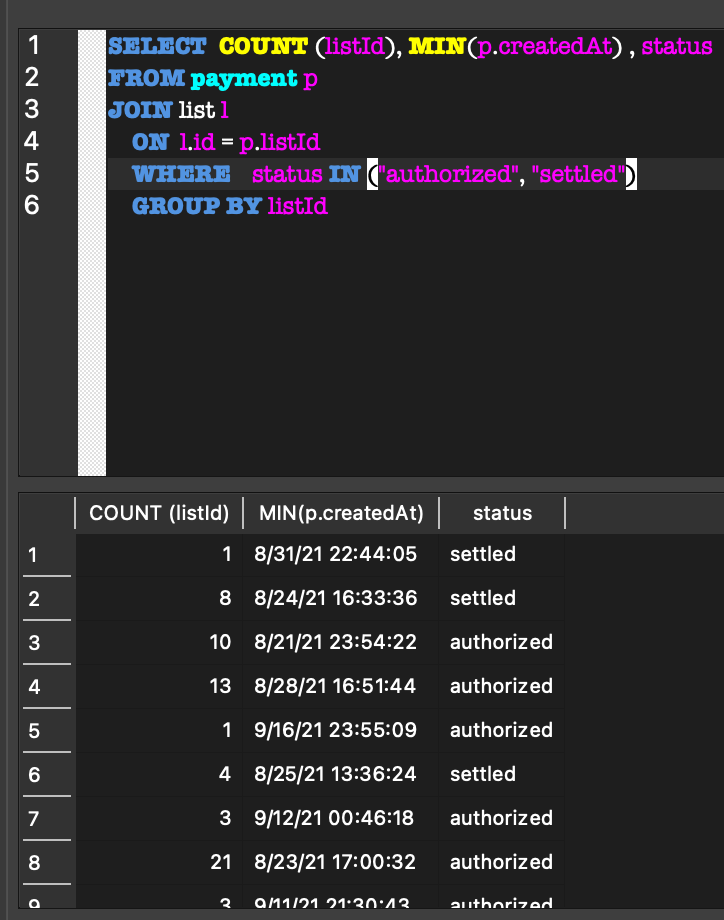 1 SELECT COUNT (listId), MIN(p.createdAt) , status
2 FROM payment p
3 JOIN list l
4 ON l.id = p.listId
5 WHERE status IN ("authorized", "settled")
6 GROUP BY listId
COUNT (listId) MIN(p.createdAt) status
1 1 8/31/21 22:44:05 settled
2 8 8/24/21 16:33:36 settled
3 10 8/21/21 23:54:22 authorized
4 13 8/28/21 16:51:44 authorized
5 1 9/16/21 23:55:09 authorized
6 4 8/25/21 13:36:24 settled
7 3 9/12/21 00:46:18 authorized
8 21 8/23/21 17:00:32 authorized
9 3 9/11/21 21:30:43 authorized